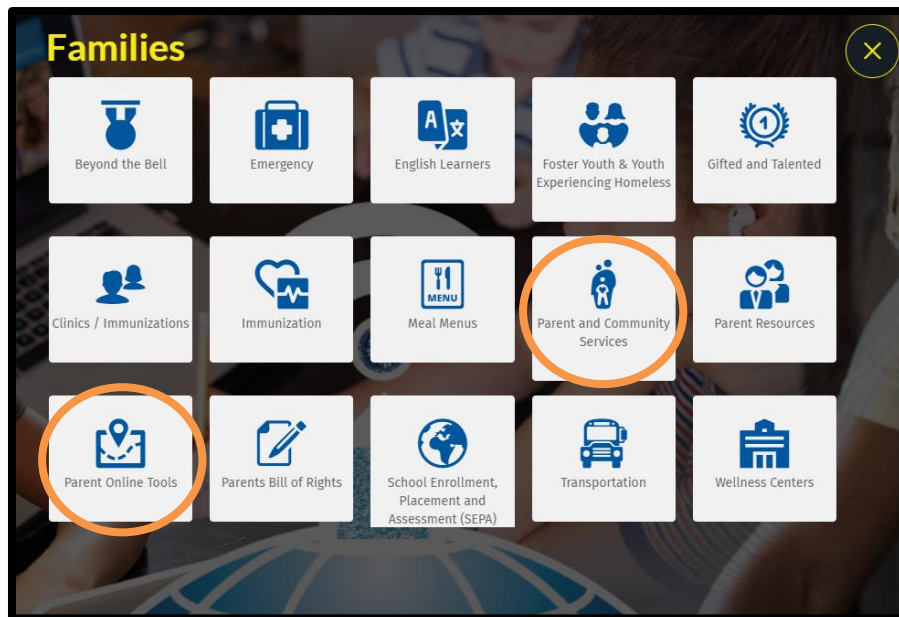 Families
Beyond the Bell
Emergency
A 文
English Learners
Foster Youth & Youth
Experiencing Homeless
1
Gifted and Talented
Clinics / Immunizations
Immunization
MENU
Meal Menus
Parent and Community
Services
Parent Resources
Parent Online Tools
Parents Bill of Rights
School Enrollment,
Placement and
Assessment (SEPA)
Transportation
Wellness Centers